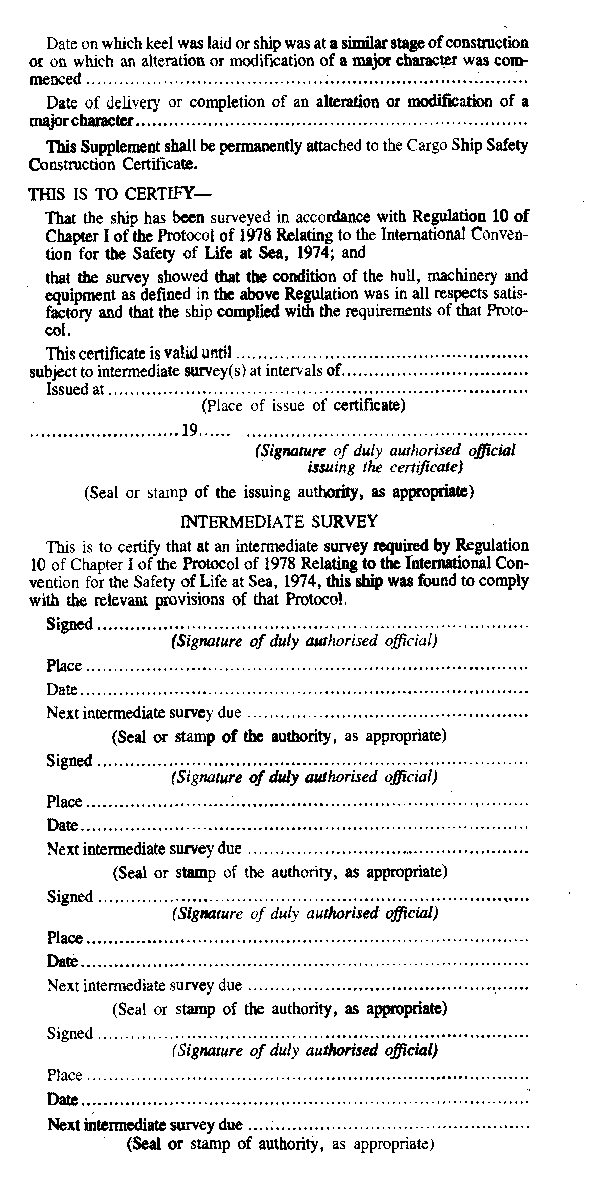 Date on which keel was laid or ship was at a similar stage of construction
or on which an alteration or modification of a major character was com-
menced ........................................................................
Date of delivery or completion of an alteration or modification of a
major character................................................................
This Supplement shall be permanently attached to the Cargo Ship Safety
Construction Certificate.
THIS IS TO CERTIFY—
That the ship has been surveyed in accordance with Regulation 10 of
Chapter I of the Protocol of 1978 Relating to the International Conven-
tion for the Safety of Life at Sea, 1974; and
that the survey showed that the condition of the hull, machinery and
equipment as defined in the above Regulation was in all respects satis-
factory and that the ship complied with the requirements of that Proto-
col.
This certificate is valid until ................................................
subject to intermediate survey(s) at intervals of...............................
Issued at ......................................................................
(Place of issue of certificate)
.........................19...... ...............................................
(Signature of duly authorised official
issuing the certificate)
(Seal or stamp of the issuing authority, as appropriate)
INTERMEDIATE SURVEY
This is to certify that at an intermediate survey required by Regulation
10 of Chapter I of the Protocol of 1978 Relating to the International Con-
vention for the Safety of Life at Sea, 1974, this ship was found to comply
with the relevant provisions of that Protocol.
Signed ........................................................................
(Signature of duly authorised official)
Place .........................................................................
Date...........................................................................
Next intermediate survey due ...............................................
(Seal or stamp of the authority, as appropriate)
Signed ........................................................................
(Signature of duly authorised official)
Place .........................................................................
Date...........................................................................
Next intermediate survey due ...............................................
(Seal or stamp of the authority, as appropriate)
Signed ........................................................................
(Signature of duly authorised official)
Place..........................................................................
Date...........................................................................
Next intermediate survey due ...............................................
(Seal or stamp of the authority, as appropriate)
Signed ........................................................................
(Signature of duly authorised official)
Place .........................................................................
Date...........................................................................
Next intermediate survey due ...............................................
(Seal or stamp of authority, as appropriate)